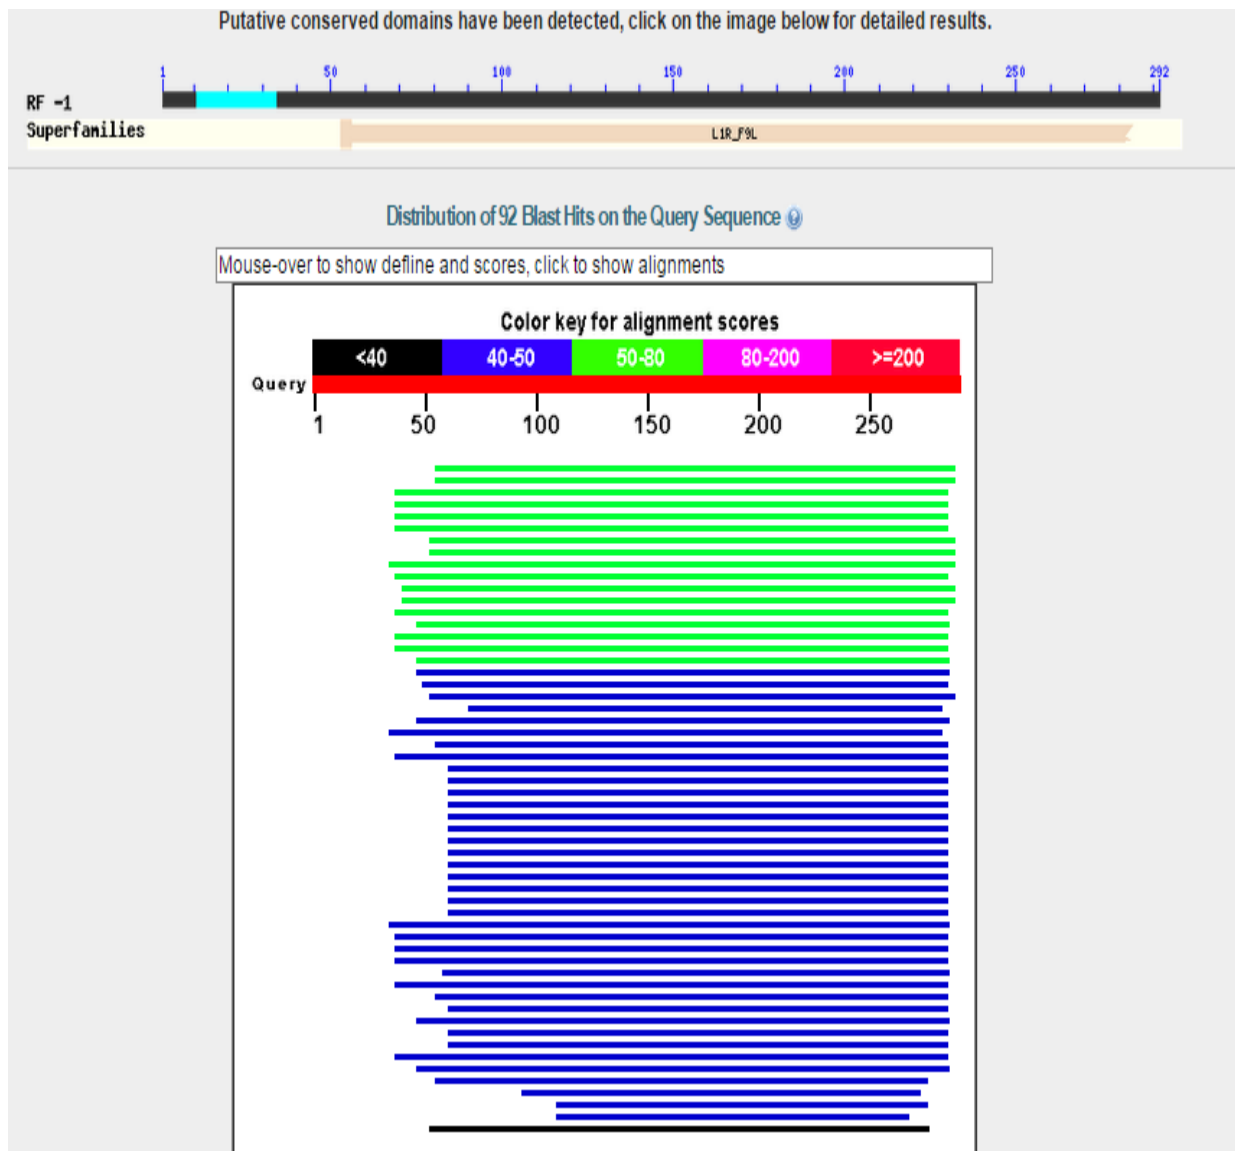 Putative conserved domains have been detected, click on the image below for detailed results.
1 50 100 150 200 250 292
RF -1
Superfamilies
L1R_F9L
Distribution of 92 Blast Hits on the Query Sequence ?
Mouse-over to show defline and scores, click to show alignments
Color key for alignment scores
<40 40-50 50-80 80-200 >=200
Query
1 50 100 150 200 250